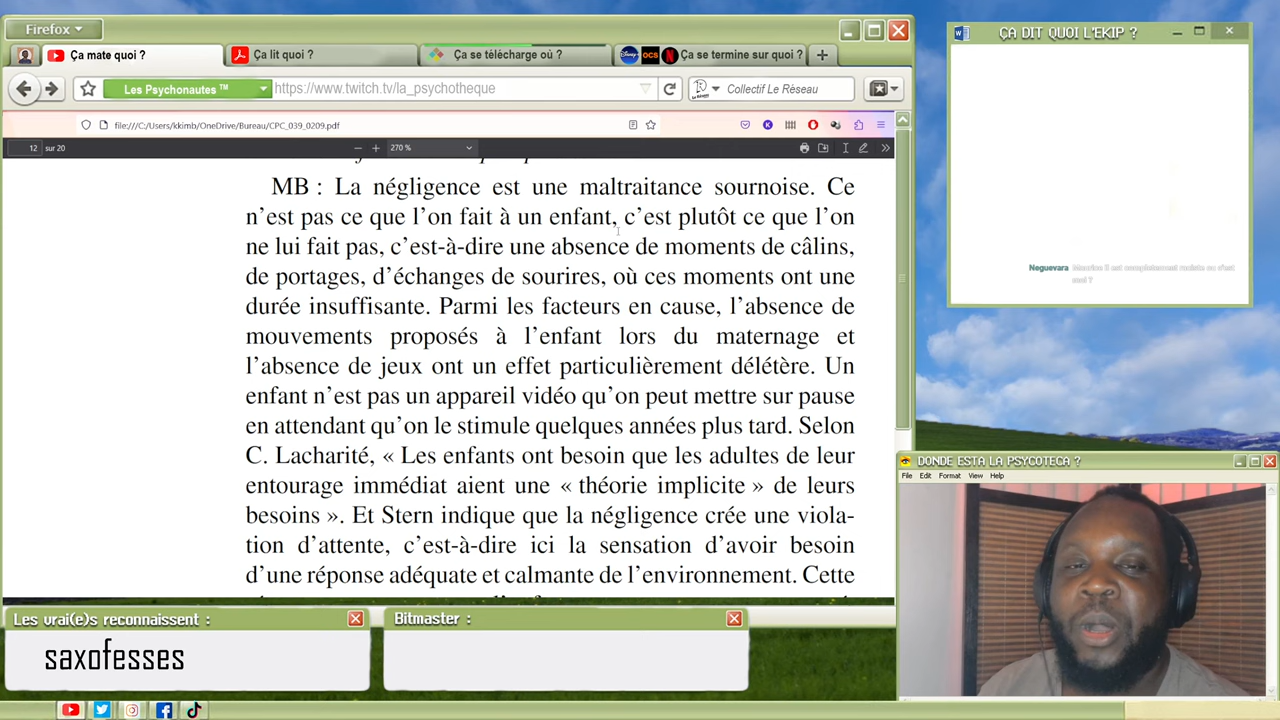 Firefox
Ça mate quoi ?
Ça lit quoi ?
Ça se télécharge où ?
Ça se termine sur quoi ?
Les Psychonautes ™
https://www.twitch.tv/la_psychotheque
Collectif Le Réseau
file:///C:/Users/kkimb/OneDrive/Bureau/CPC_039_0209.pdf
12 sur 20
270 %
MB : La négligence est une maltraitance sournoise. Ce
n’est pas ce que l’on fait à un enfant, c’est plutôt ce que l’on
ne lui fait pas, c’est-à-dire une absence de moments de câlins,
de portages, d’échanges de sourires, où ces moments ont une
durée insuffisante. Parmi les facteurs en cause, l’absence de
mouvements proposés à l’enfant lors du maternage et
l’absence de jeux ont un effet particulièrement délétère. Un
enfant n’est pas un appareil vidéo qu’on peut mettre sur pause
en attendant qu’on le stimule quelques années plus tard. Selon
C. Lacharité, « Les enfants ont besoin que les adultes de leur
entourage immédiat aient une « théorie implicite » de leurs
besoins ». Et Stern indique que la négligence crée une viola-
tion d’attente, c’est-à-dire ici la sensation d’avoir besoin
d’une réponse adéquate et calmante de l’environnement. Cette
ÇA DIT QUOI L'EKIP ?
Neguevara Maurice il est complètement raciste ou c'est
moi ?
DONDE ESTA LA PSYCOTECA ?
File Edit Format View Help
Les vrai(e)s reconnaissent :
saxofesses
Bitmaster :